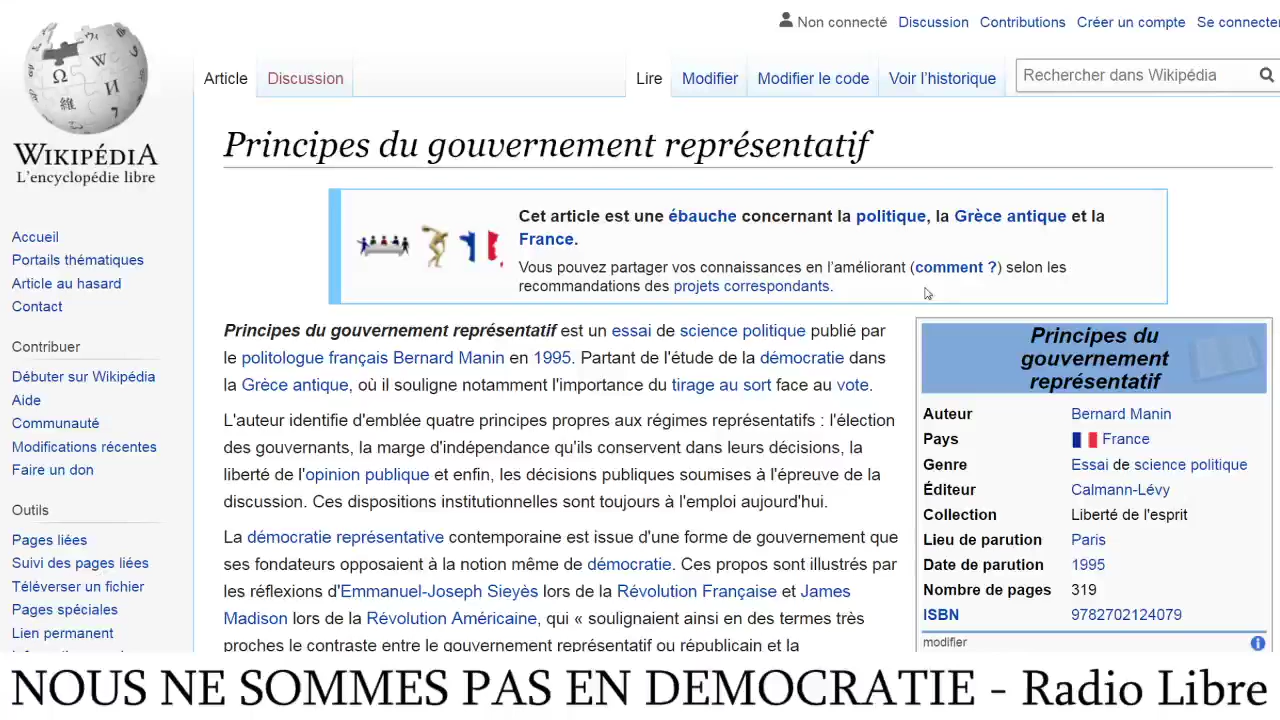 Non connecté Discussion Contributions Créer un compte Se connecter
Article Discussion Lire Modifier Modifier le code Voir l'historique Rechercher dans Wikipédia
WIKIPÉDIA
L'encyclopédie libre
Accueil
Portails thématiques
Article au hasard
Contact
Contribuer
Débuter sur Wikipédia
Aide
Communauté
Modifications récentes
Faire un don
Outils
Pages liées
Suivi des pages liées
Téléverser un fichier
Pages spéciales
Lien permanent
Principes du gouvernement représentatif
Cet article est une ébauche concernant la politique, la Grèce antique et la
France.
Vous pouvez partager vos connaissances en l'améliorant (comment ?) selon les
recommandations des projets correspondants.
Principes du gouvernement représentatif est un essai de science politique publié par
le politologue français Bernard Manin en 1995. Partant de l'étude de la démocratie dans
la Grèce antique, où il souligne notamment l'importance du tirage au sort face au vote.
L'auteur identifie d'emblée quatre principes propres aux régimes représentatifs : l'élection
des gouvernants, la marge d'indépendance qu'ils conservent dans leurs décisions, la
liberté de l'opinion publique et enfin, les décisions publiques soumises à l'épreuve de la
discussion. Ces dispositions institutionnelles sont toujours à l'emploi aujourd'hui.
La démocratie représentative contemporaine est issue d'une forme de gouvernement que
ses fondateurs opposaient à la notion même de démocratie. Ces propos sont illustrés par
les réflexions d'Emmanuel-Joseph Sieyès lors de la Révolution Française et James
Madison lors de la Révolution Américaine, qui « soulignaient ainsi en des termes très
proches le contraste entre le gouvernement représentatif ou républicain et la
Principes du
gouvernement
représentatif
Auteur Bernard Manin
Pays France
Genre Essai de science politique
Éditeur Calmann-Lévy
Collection Liberté de l'esprit
Lieu de parution Paris
Date de parution 1995
Nombre de pages 319
ISBN 9782702124079
modifier
NOUS NE SOMMES PAS EN DEMOCRATIE - Radio Libre